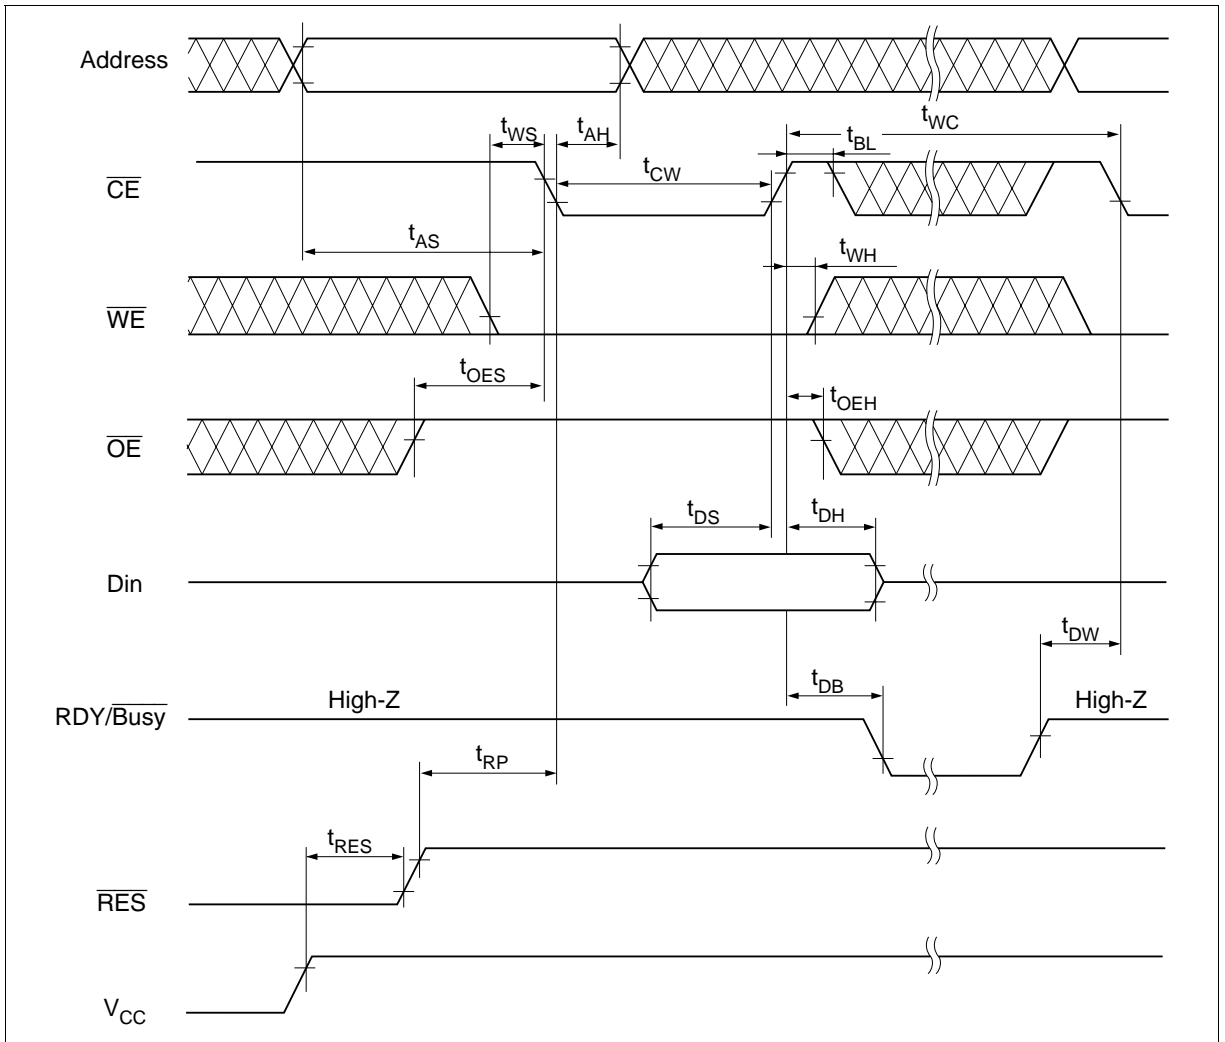 Address
tWS
tAH
tBL
tWC
CE
tCW
tAS
tWH
WE
tOES
tOEH
OE
tDS
tDH
Din
tDW
tDB
High-Z
High-Z
RDY/Busy
tRP
tRES
RES
VCC